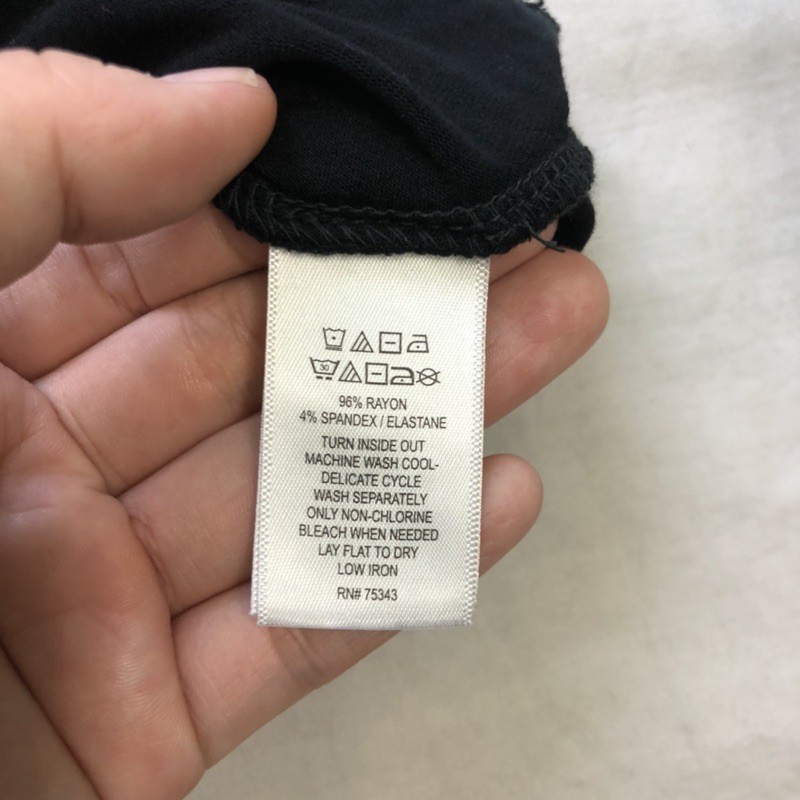 30
96% RAYON
4% SPANDEX / ELASTANE
TURN INSIDE OUT
MACHINE WASH COOL-
DELICATE CYCLE
WASH SEPARATELY
ONLY NON-CHLORINE
BLEACH WHEN NEEDED
LAY FLAT TO DRY
LOW IRON
RN# 75343